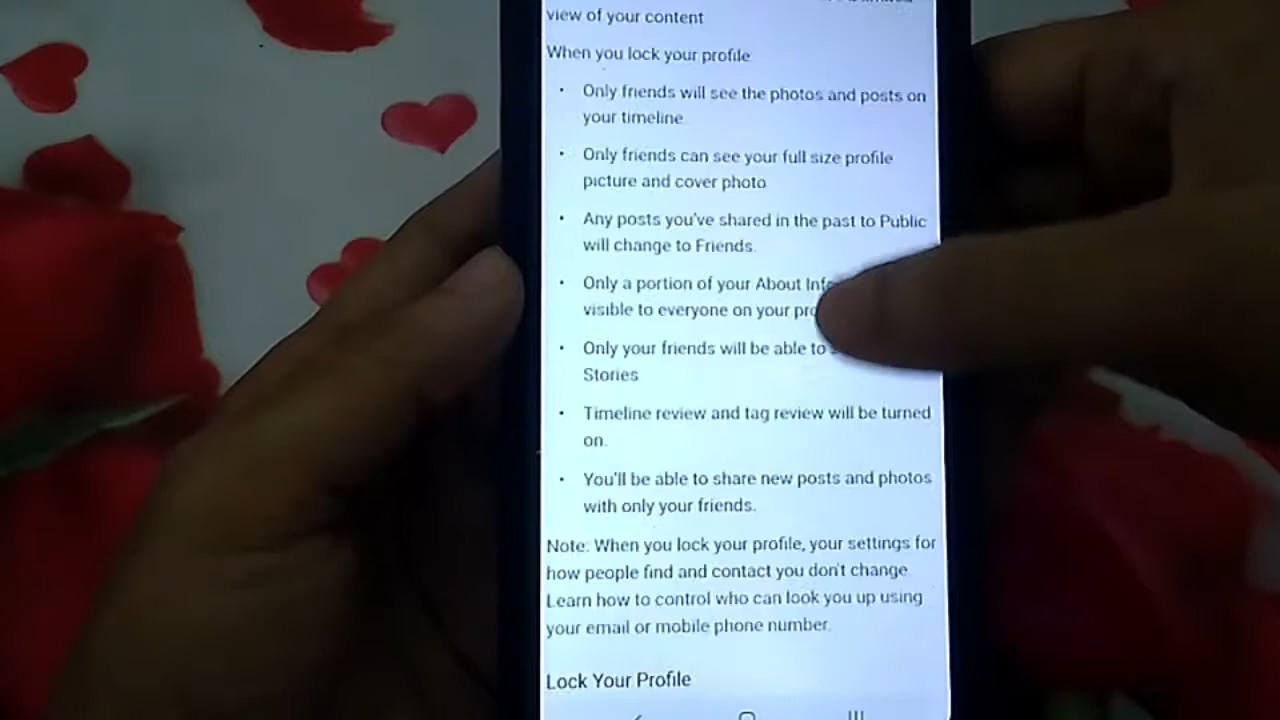 view of your content
When you lock your profile
• Only friends will see the photos and posts on
your timeline
• Only friends can see your full size profile
picture and cover photo
• Any posts you've shared in the past to Public
will change to Friends.
• Only a portion of your About
visible to everyone on your
• Only your friends will be able to
Stories
• Timeline review and tag review will be turned
on.
• You'll be able to share new posts and photos
with only your friends.
Note: When you lock your profile, your settings for
how people find and contact you don't change
Learn how to control who can look you up using
your email or mobile phone number.
Lock Your Profile